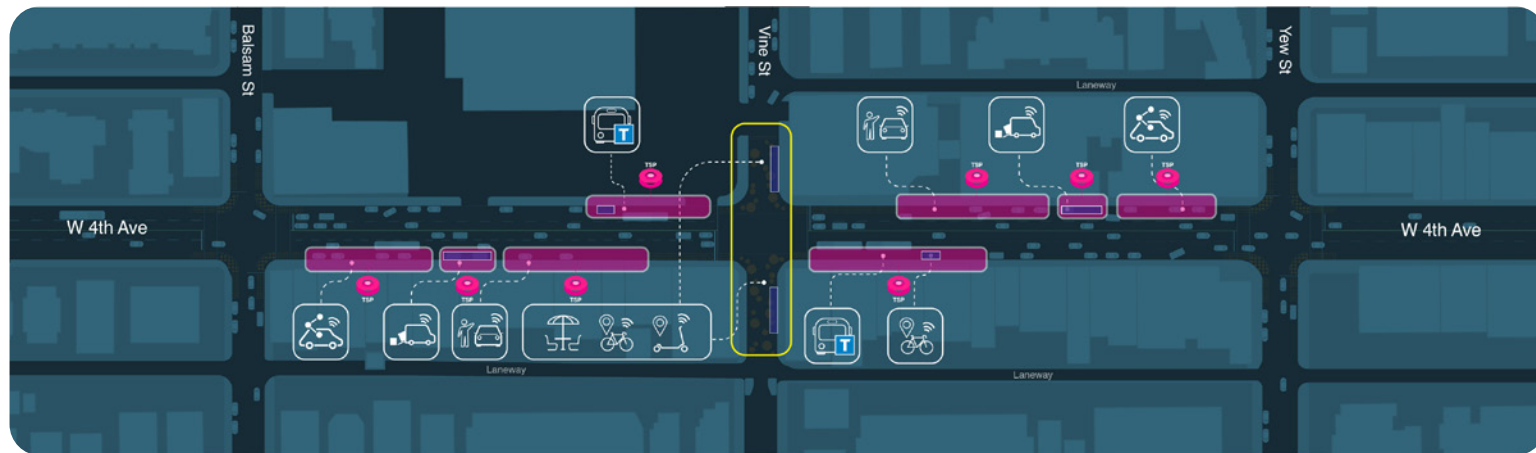 Balsam St
Vine St
Yew St
Laneway
T
TSP
TSP
TSP
TSP
W 4th Ave
W 4th Ave
TSP
TSP
TSP
TSP
T
Laneway
Laneway